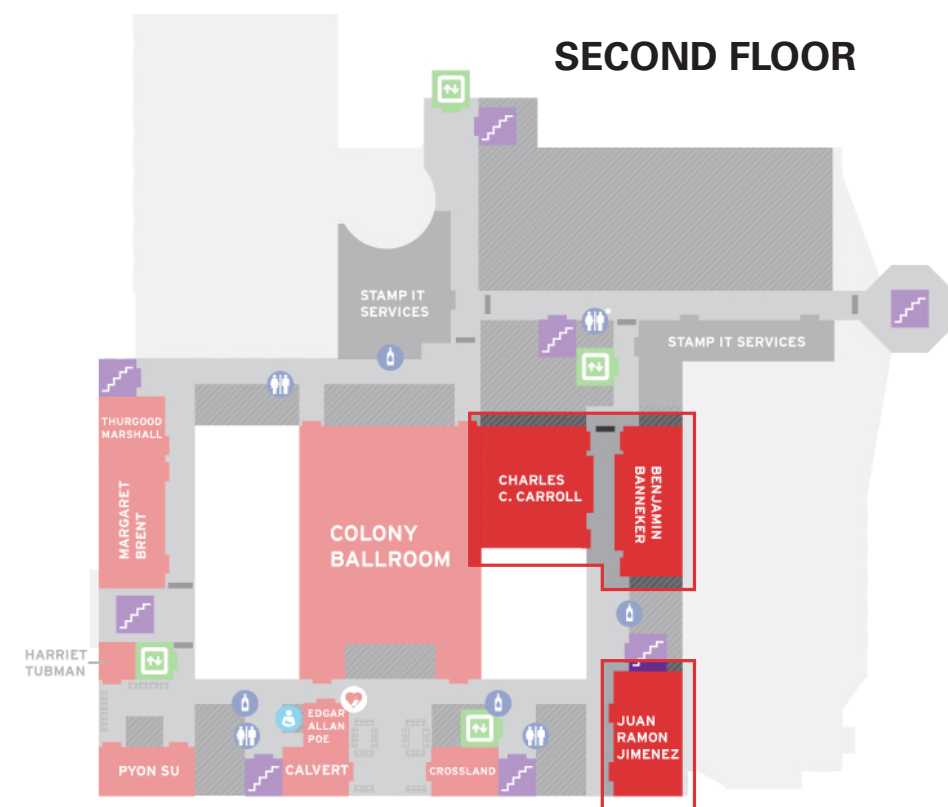 SECOND FLOOR
STAMP IT
SERVICES
STAMP IT SERVICES
THURGOOD
MARSHALL
MARGARET
BRENT
COLONY
BALLROOM
CHARLES
C. CARROLL
BENJAMIN
BANNEKER
HARRIET
TUBMAN
EDGAR
ALLAN
POE
JUAN
RAMON
JIMENEZ
PYON SU
CALVERT
CROSSLAND